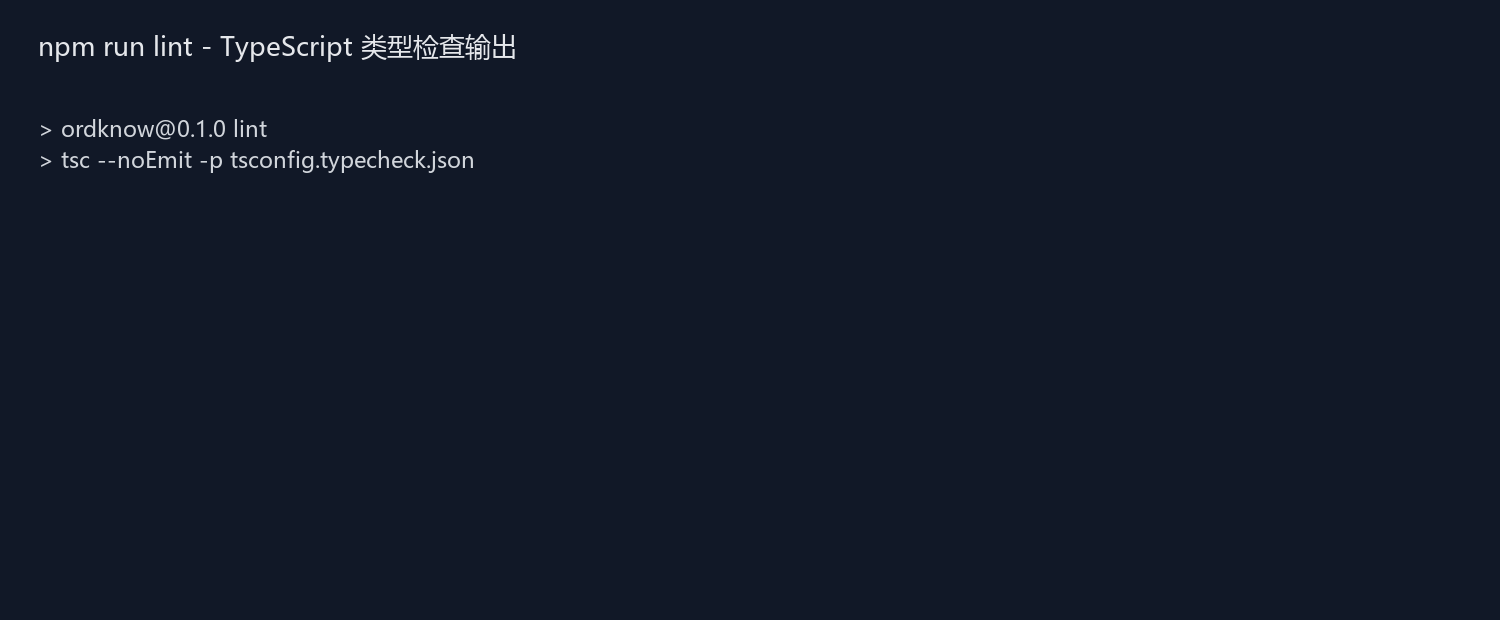 npm run lint - TypeScript 类型检查输出
> ordknow@0.1.0 lint
> tsc --noEmit -p tsconfig.typecheck.json